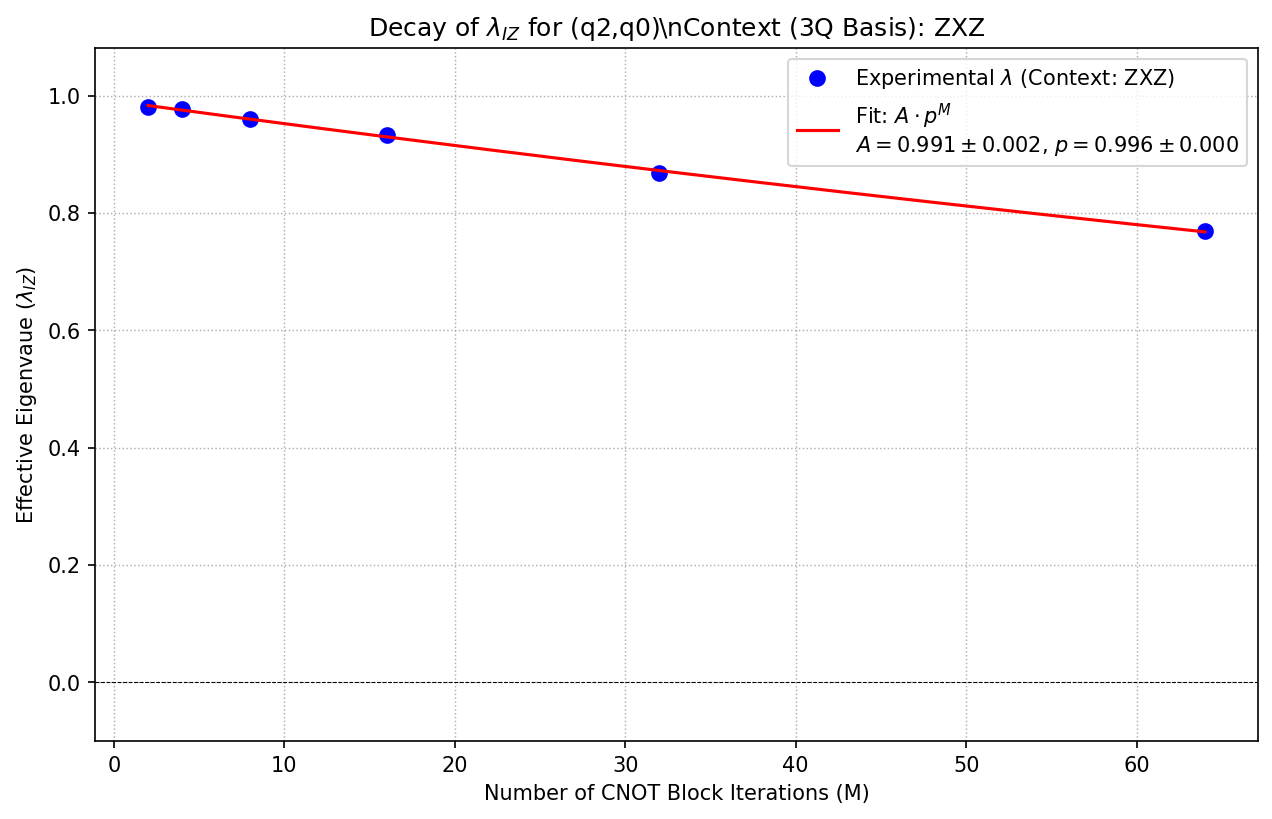 Decay of λ_IZ for (q2,q0)\nContext (3Q Basis): ZXZ
Experimental λ (Context: ZXZ)
Fit: A · p^M
A = 0.991 ± 0.002, p = 0.996 ± 0.000
Effective Eigenvaue (λ_IZ)
1.0
0.8
0.6
0.4
0.2
0.0
0 10 20 30 40 50 60
Number of CNOT Block Iterations (M)